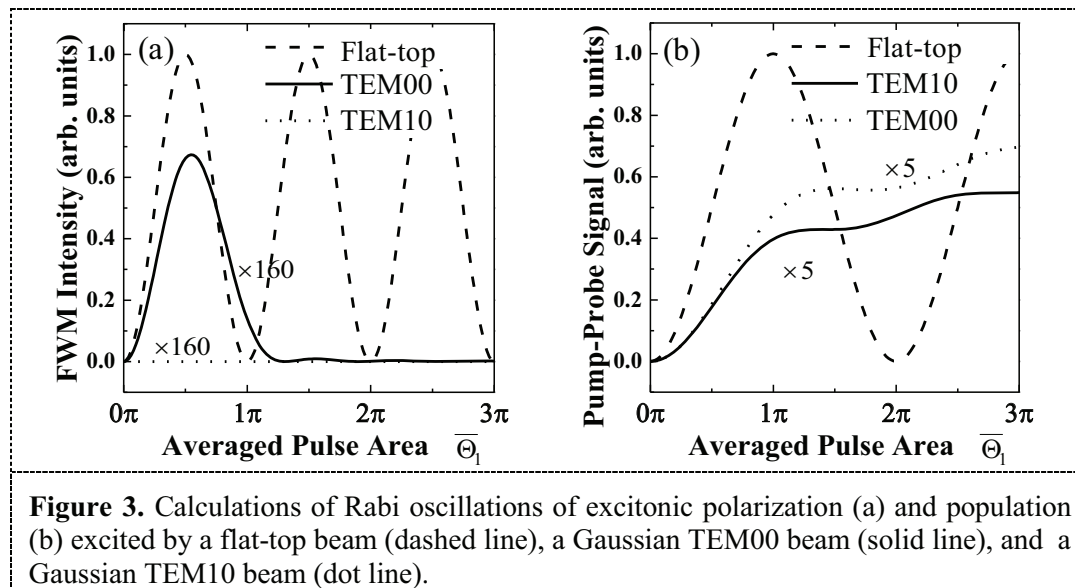 (a)
Flat-top
TEM00
TEM10
×160
×160
FWM Intensity (arb. units)
1.0
0.8
0.6
0.4
0.2
0.0
0π 1π 2π 3π
Averaged Pulse Area Θ̅₁
(b)
Flat-top
TEM10
TEM00
×5
×5
Pump-Probe Signal (arb. units)
1.0
0.8
0.6
0.4
0.2
0.0
0π 1π 2π 3π
Averaged Pulse Area Θ̅₁
Figure 3. Calculations of Rabi oscillations of excitonic polarization (a) and population
(b) excited by a flat-top beam (dashed line), a Gaussian TEM00 beam (solid line), and a
Gaussian TEM10 beam (dot line).